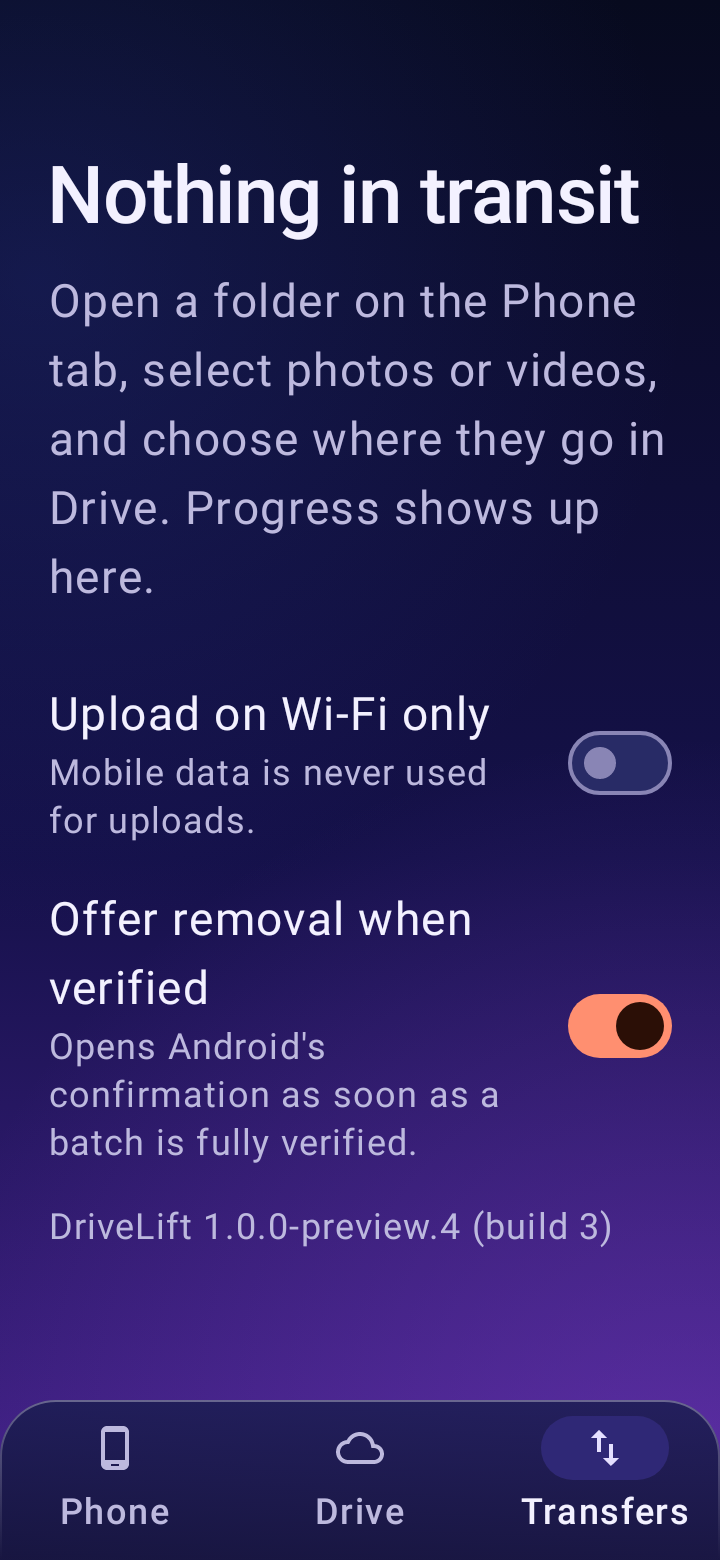 Nothing in transit
Open a folder on the Phone
tab, select photos or videos,
and choose where they go in
Drive. Progress shows up
here.
Upload on Wi-Fi only
Mobile data is never used
for uploads.
Offer removal when
verified
Opens Android's
confirmation as soon as a
batch is fully verified.
DriveLift 1.0.0-preview.4 (build 3)
Phone
Drive
Transfers